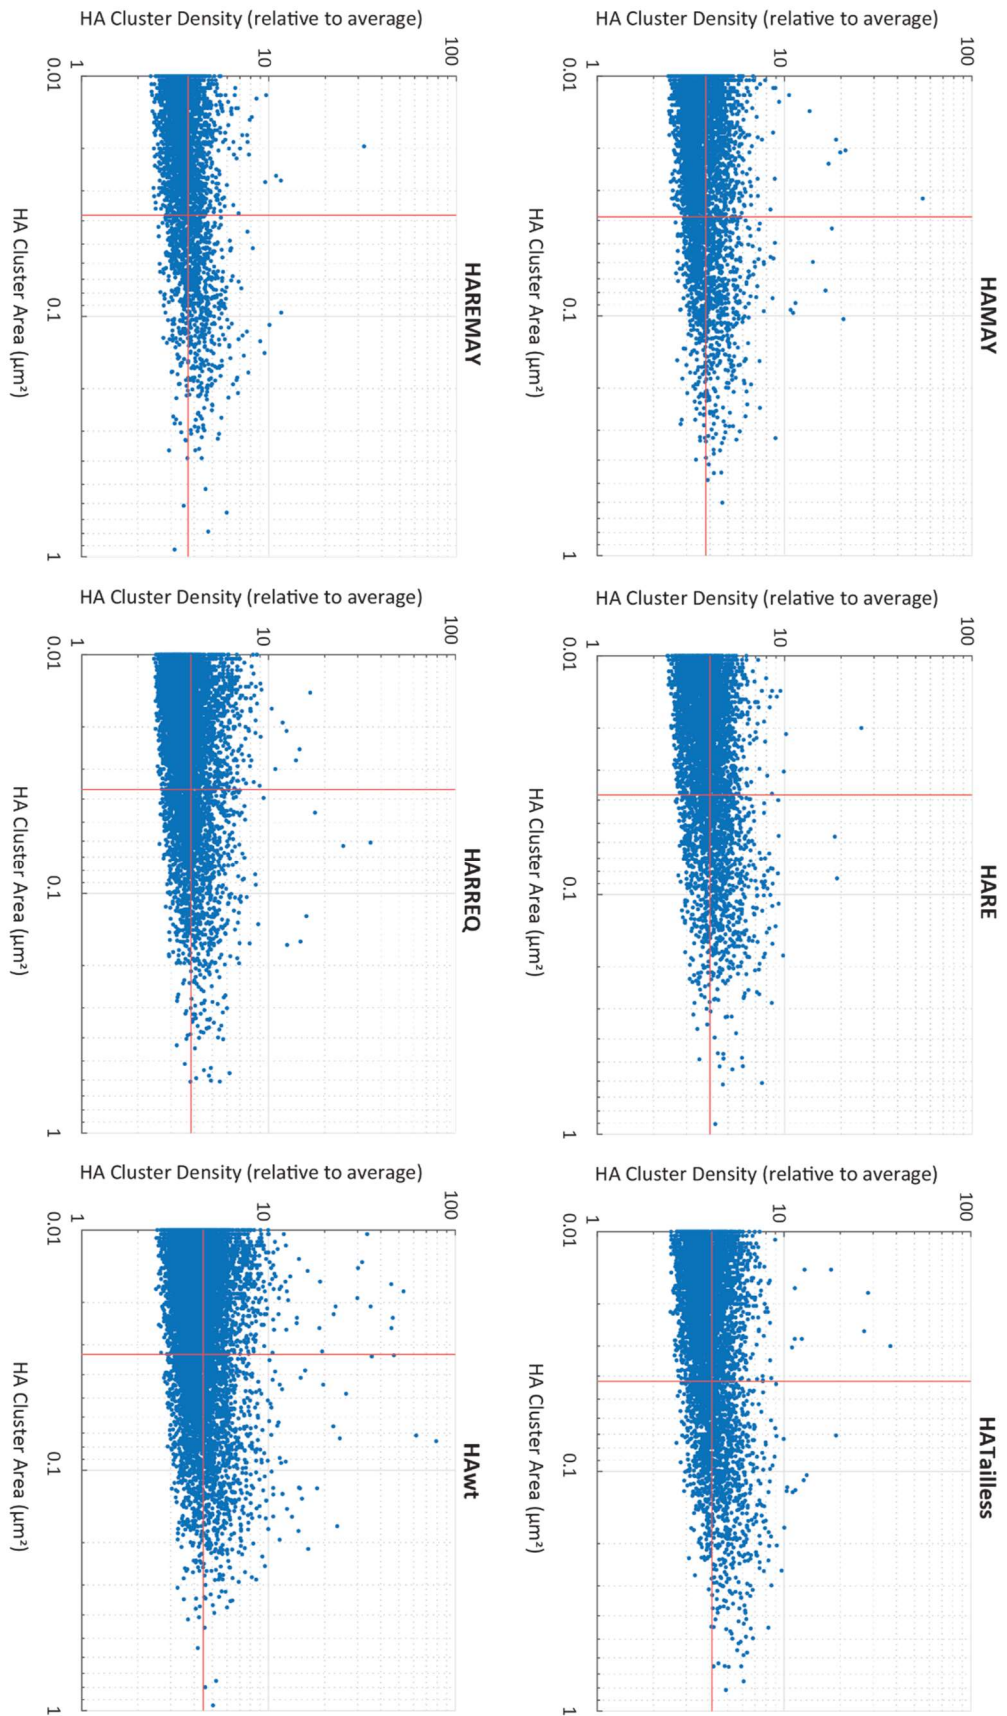 HAMAY
HA Cluster Density (relative to average)
100
10
1
0.01
0.1
1
HA Cluster Area (µm²)
HARE
HA Cluster Density (relative to average)
100
10
1
0.01
0.1
1
HA Cluster Area (µm²)
HATailless
HA Cluster Density (relative to average)
100
10
1
0.01
0.1
1
HA Cluster Area (µm²)
HAREMAY
HA Cluster Density (relative to average)
100
10
1
0.01
0.1
1
HA Cluster Area (µm²)
HARREQ
HA Cluster Density (relative to average)
100
10
1
0.01
0.1
1
HA Cluster Area (µm²)
HAwt
HA Cluster Density (relative to average)
100
10
1
0.01
0.1
1
HA Cluster Area (µm²)